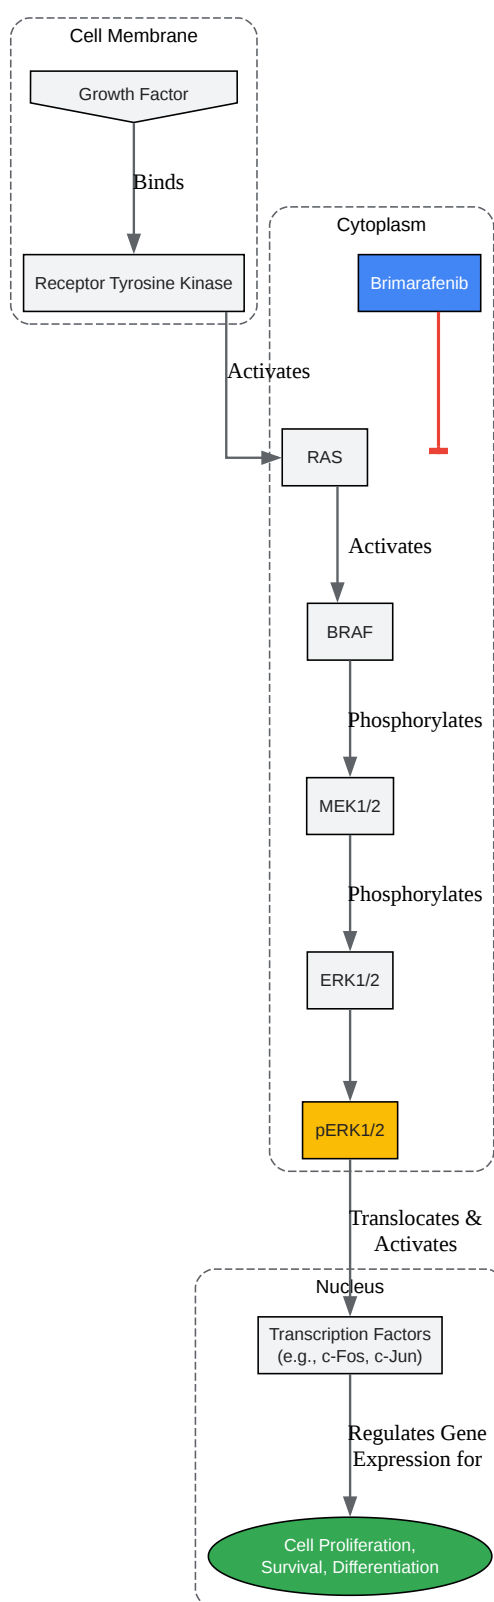 Cell Membrane
Growth Factor
Binds
Receptor Tyrosine Kinase
Cytoplasm
Brimarafenib
Activates
RAS
Activates
BRAF
Phosphorylates
MEK1/2
Phosphorylates
ERK1/2
pERK1/2
Translocates &
Activates
Nucleus
Transcription Factors
(e.g., c-Fos, c-Jun)
Regulates Gene
Expression for
Cell Proliferation,
Survival, Differentiation